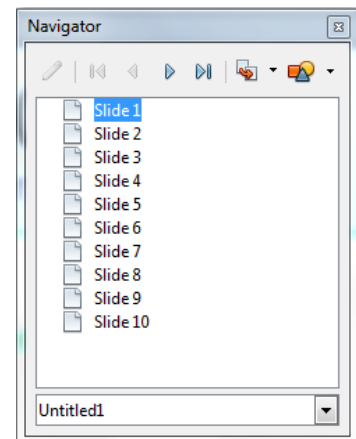 Navigator
Slide 1
Slide 2
Slide 3
Slide 4
Slide 5
Slide 6
Slide 7
Slide 8
Slide 9
Slide 10
Untitled1